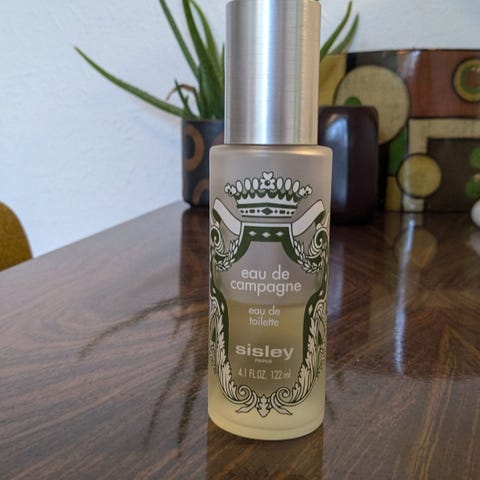 eau de
campagne
eau de
toilette
sisley
PARIS
4.1 FL.OZ. 122 ml